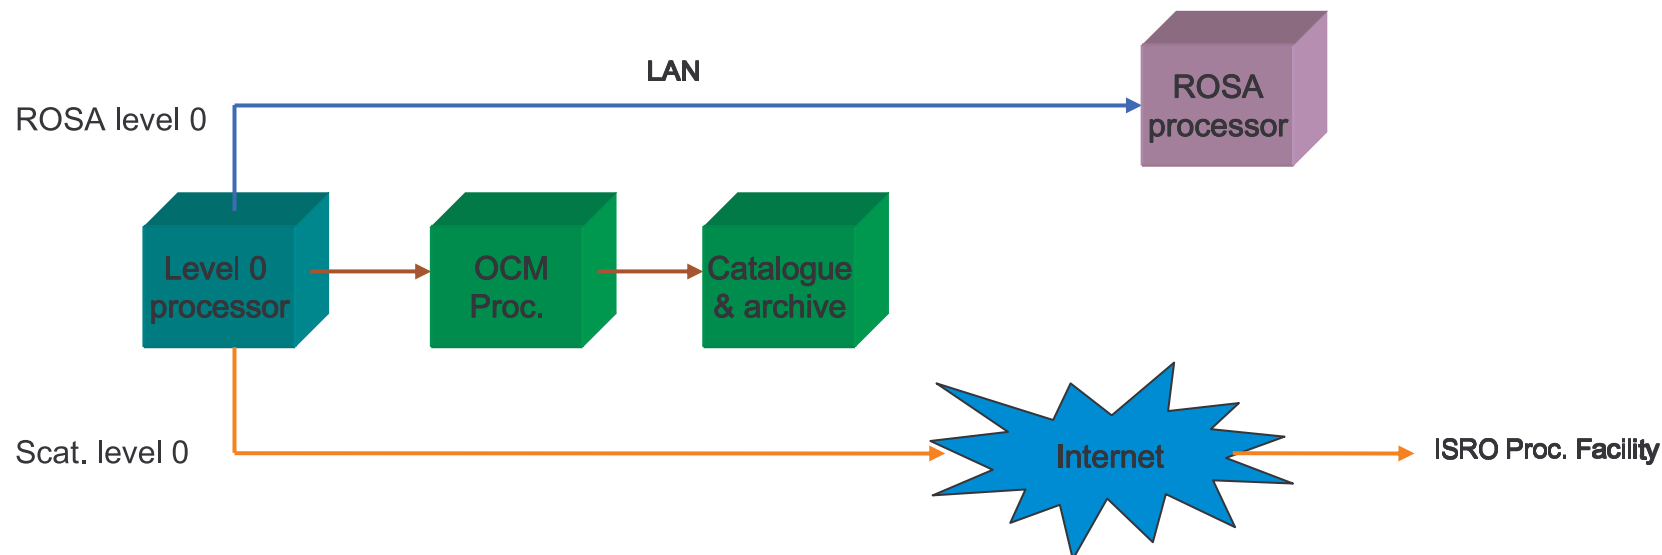 LAN
ROSA
processor
ROSA level 0
Level 0
processor
OCM
Proc.
Catalogue
& archive
Scat. level 0
Internet
ISRO Proc. Facility